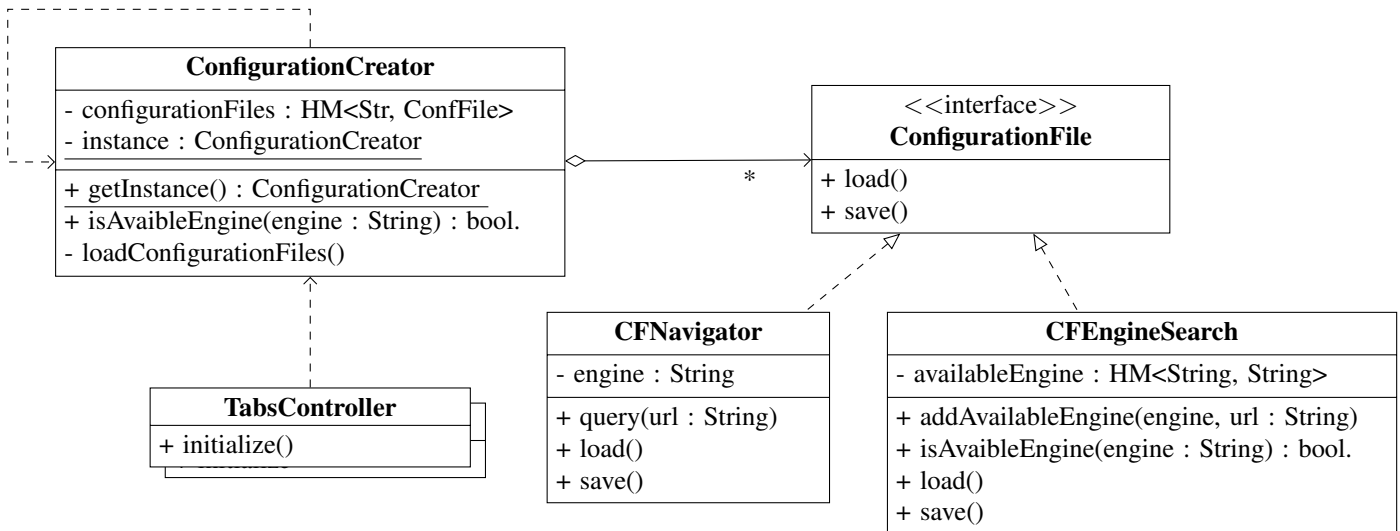 ConfigurationCreator
- configurationFiles : HM<Str, ConfFile>
- instance : ConfigurationCreator
+ getInstance() : ConfigurationCreator
+ isAvaibleEngine(engine : String) : bool.
- loadConfigurationFiles()
*
<<interface>>
ConfigurationFile
+ load()
+ save()
TabsController
+ initialize()
CFNavigator
- engine : String
+ query(url : String)
+ load()
+ save()
CFEngineSearch
- availableEngine : HM<String, String>
+ addAvailableEngine(engine, url : String)
+ isAvaibleEngine(engine : String) : bool.
+ load()
+ save()